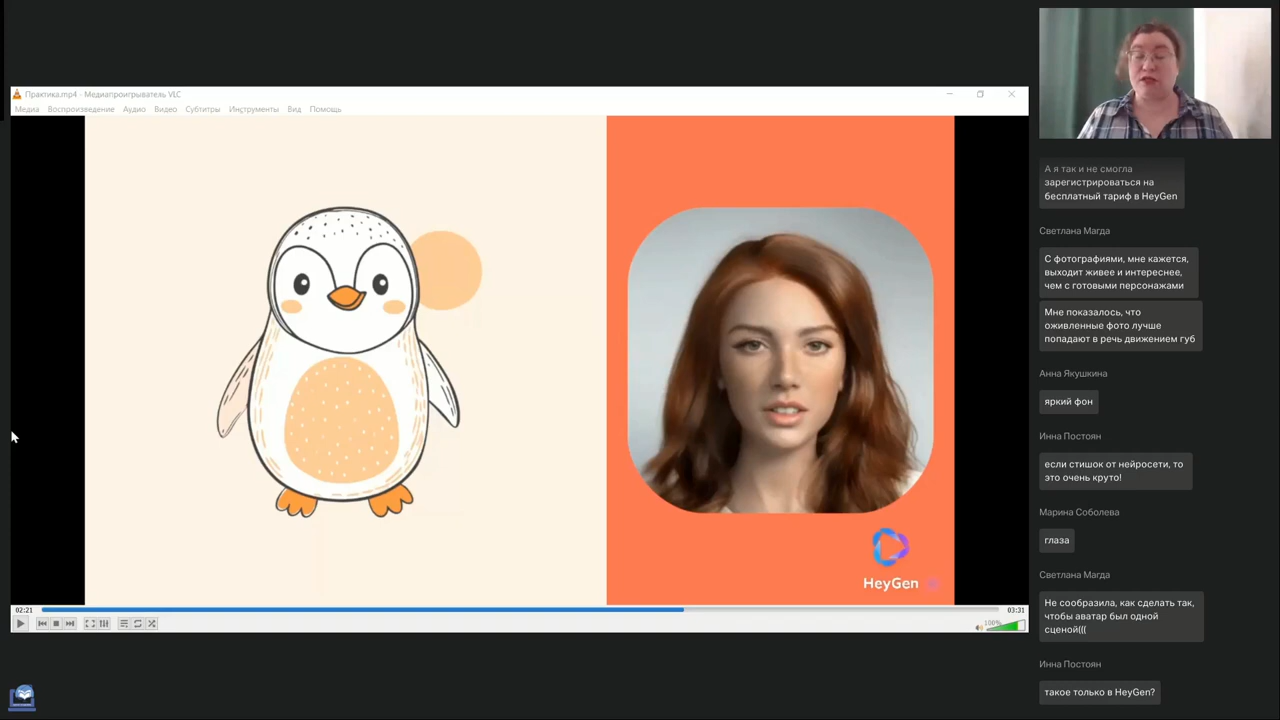 Практика.mp4 - Медиапроигрыватель VLC
Медиа Воспроизведение Аудио Видео Субтитры Инструменты Вид Помощь
HeyGen
02:21
03:31
100%
А я так и не смогла
зарегистрироваться на
бесплатный тариф в HeyGen
Светлана Магда
С фотографиями, мне кажется,
выходит живее и интереснее,
чем с готовыми персонажами
Мне показалось, что
оживленные фото лучше
попадают в речь движением губ
Анна Якушкина
яркий фон
Инна Постоян
если стишок от нейросети, то
это очень круто!
Марина Соболева
глаза
Светлана Магда
Не сообразила, как сделать так,
чтобы аватар был одной
сценой(((
Инна Постоян
такое только в HeyGen?